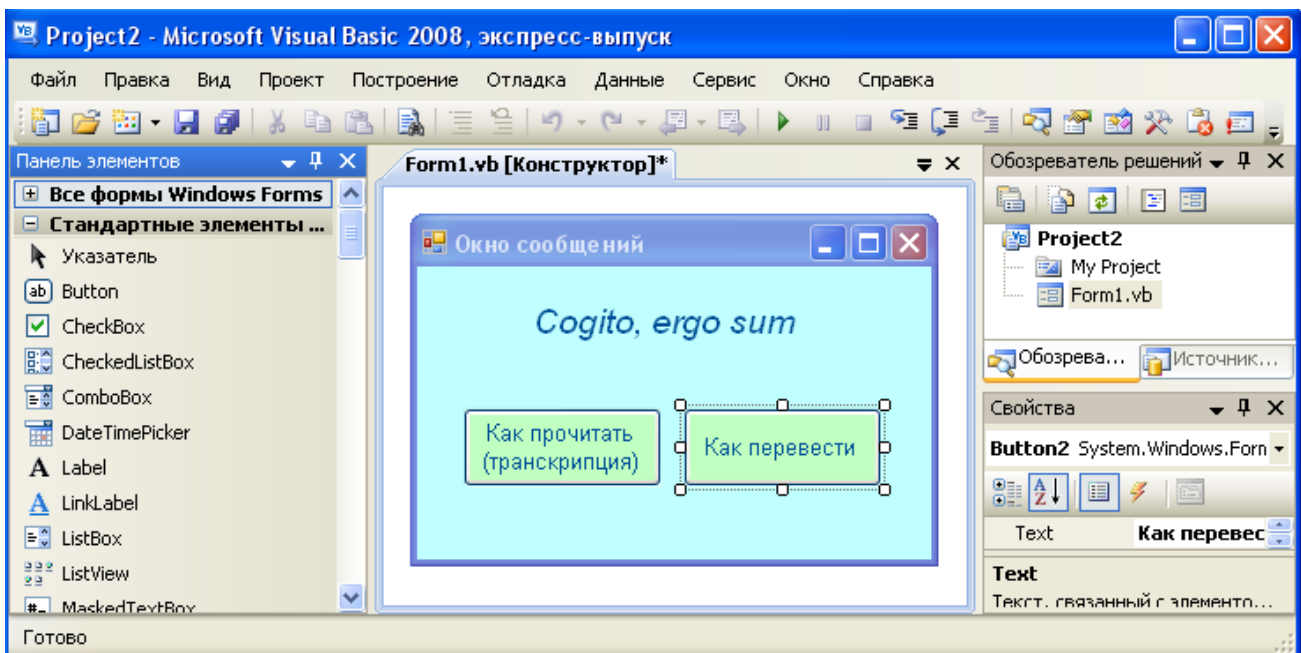 Project2 - Microsoft Visual Basic 2008, экспресс-выпуск
Файл Правка Вид Проект Построение Отладка Данные Сервис Окно Справка
Панель элементов
Все формы Windows Forms
Стандартные элементы ...
Указатель
Button
CheckBox
CheckedListBox
ComboBox
DateTimePicker
Label
LinkLabel
ListBox
ListView
MaskedTextBox
Form1.vb [Конструктор]*
Окно сообщений
Cogito, ergo sum
Как прочитать
(транскрипция)
Как перевести
Обозреватель решений
Project2
My Project
Form1.vb
Обозрева... Источник...
Свойства
Button2 System.Windows.Forn
Text Как перевес
Text
Текст, связанный с элементо...
Готово